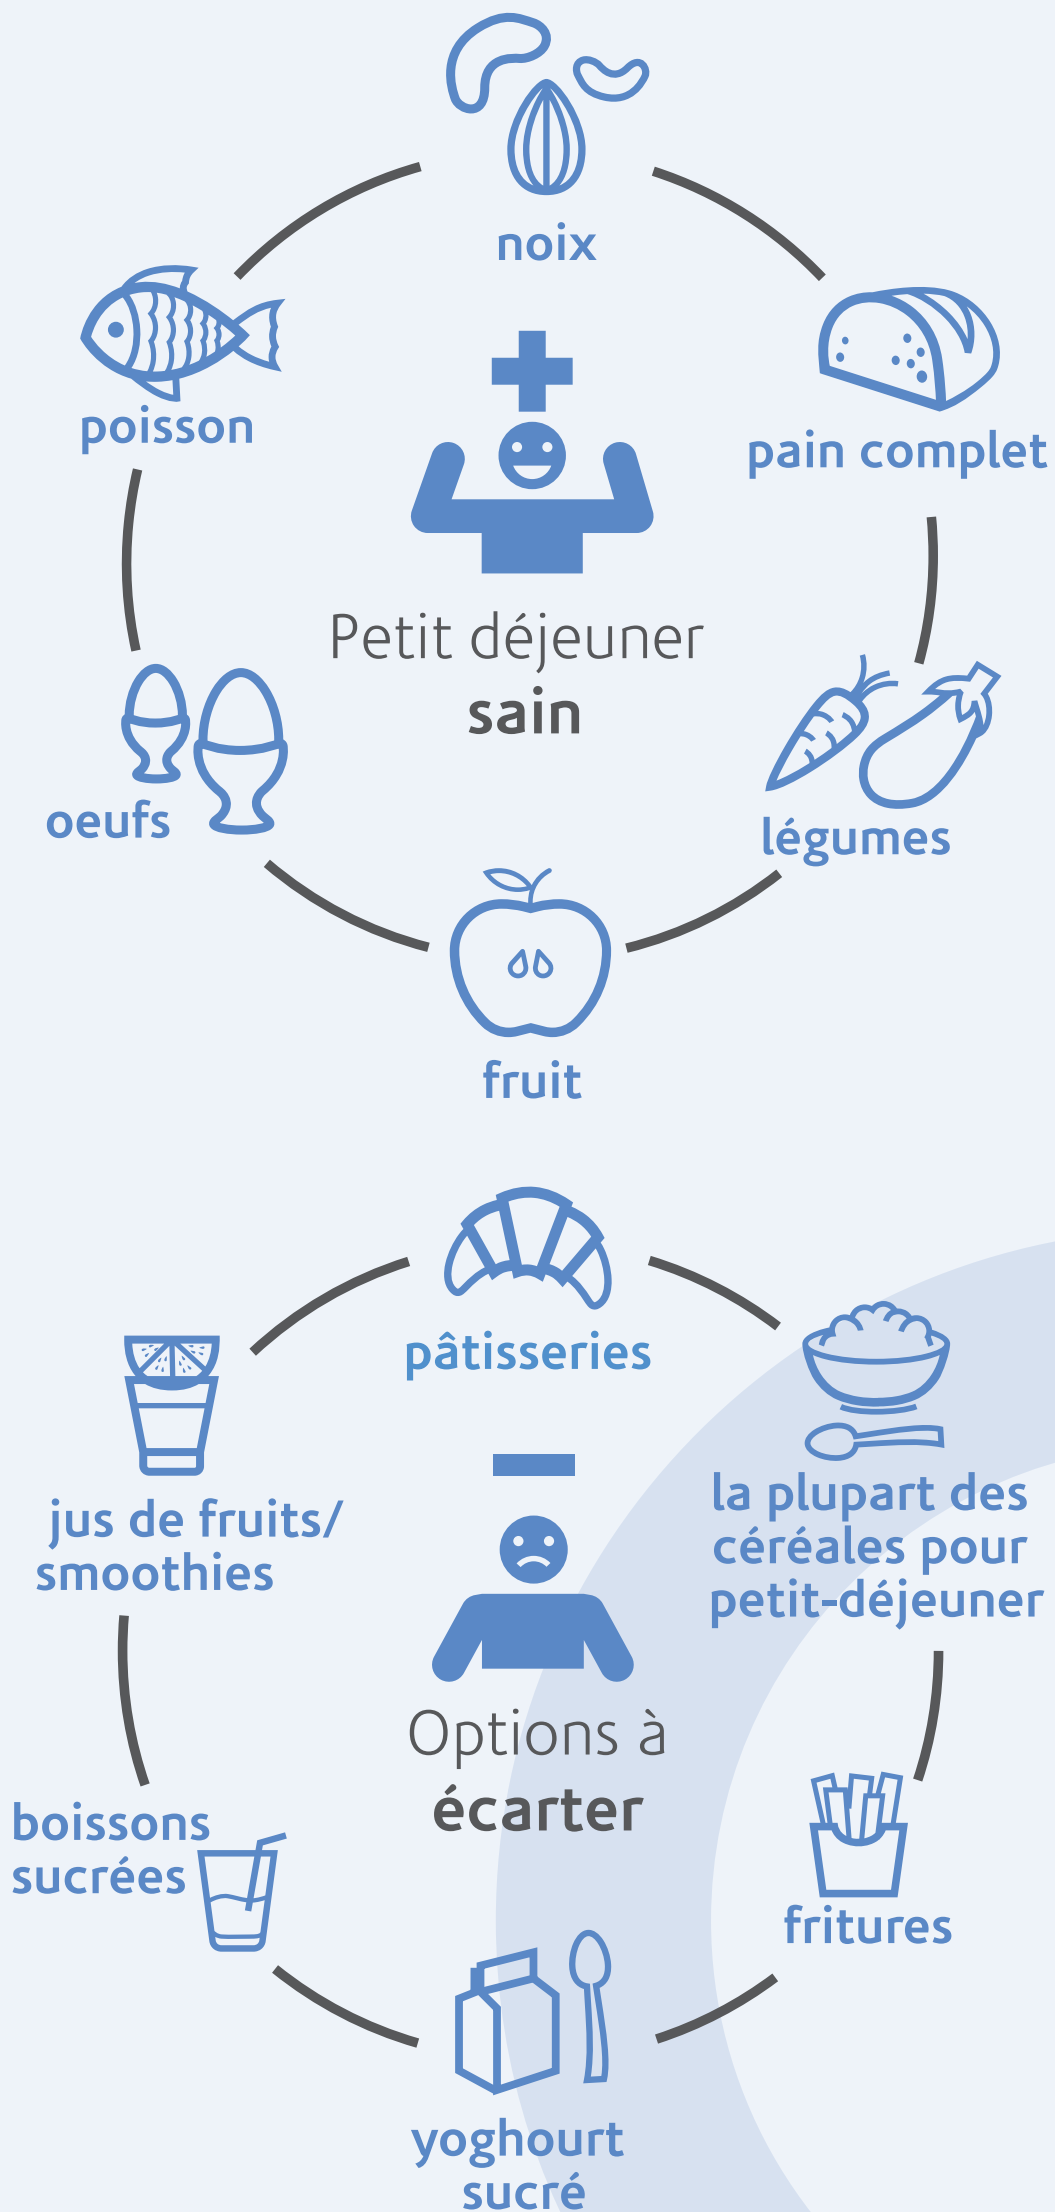 noix
poisson
pain complet
Petit déjeuner
sain
oeufs
légumes
fruit
pâtisseries
jus de fruits/
smoothies
la plupart des
céréales pour
petit-déjeuner
Options à
écarter
boissons
sucrées
fritures
yoghourt
sucré